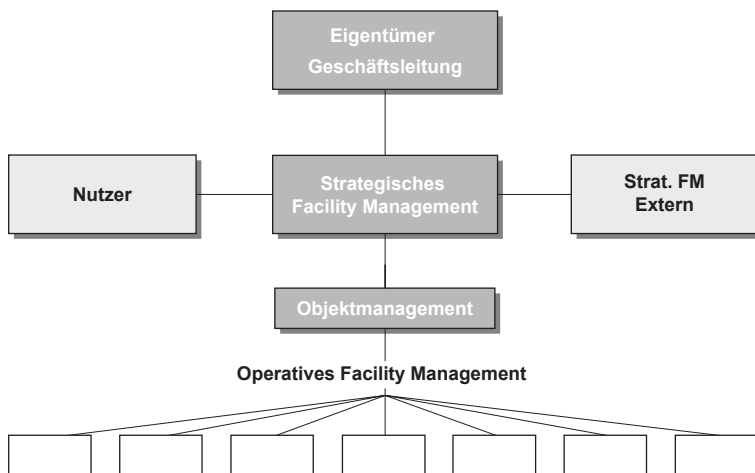 Eigentümer
Geschäftsleitung
Nutzer
Strategisches
Facility Management
Strat. FM
Extern
Objektmanagement
Operatives Facility Management